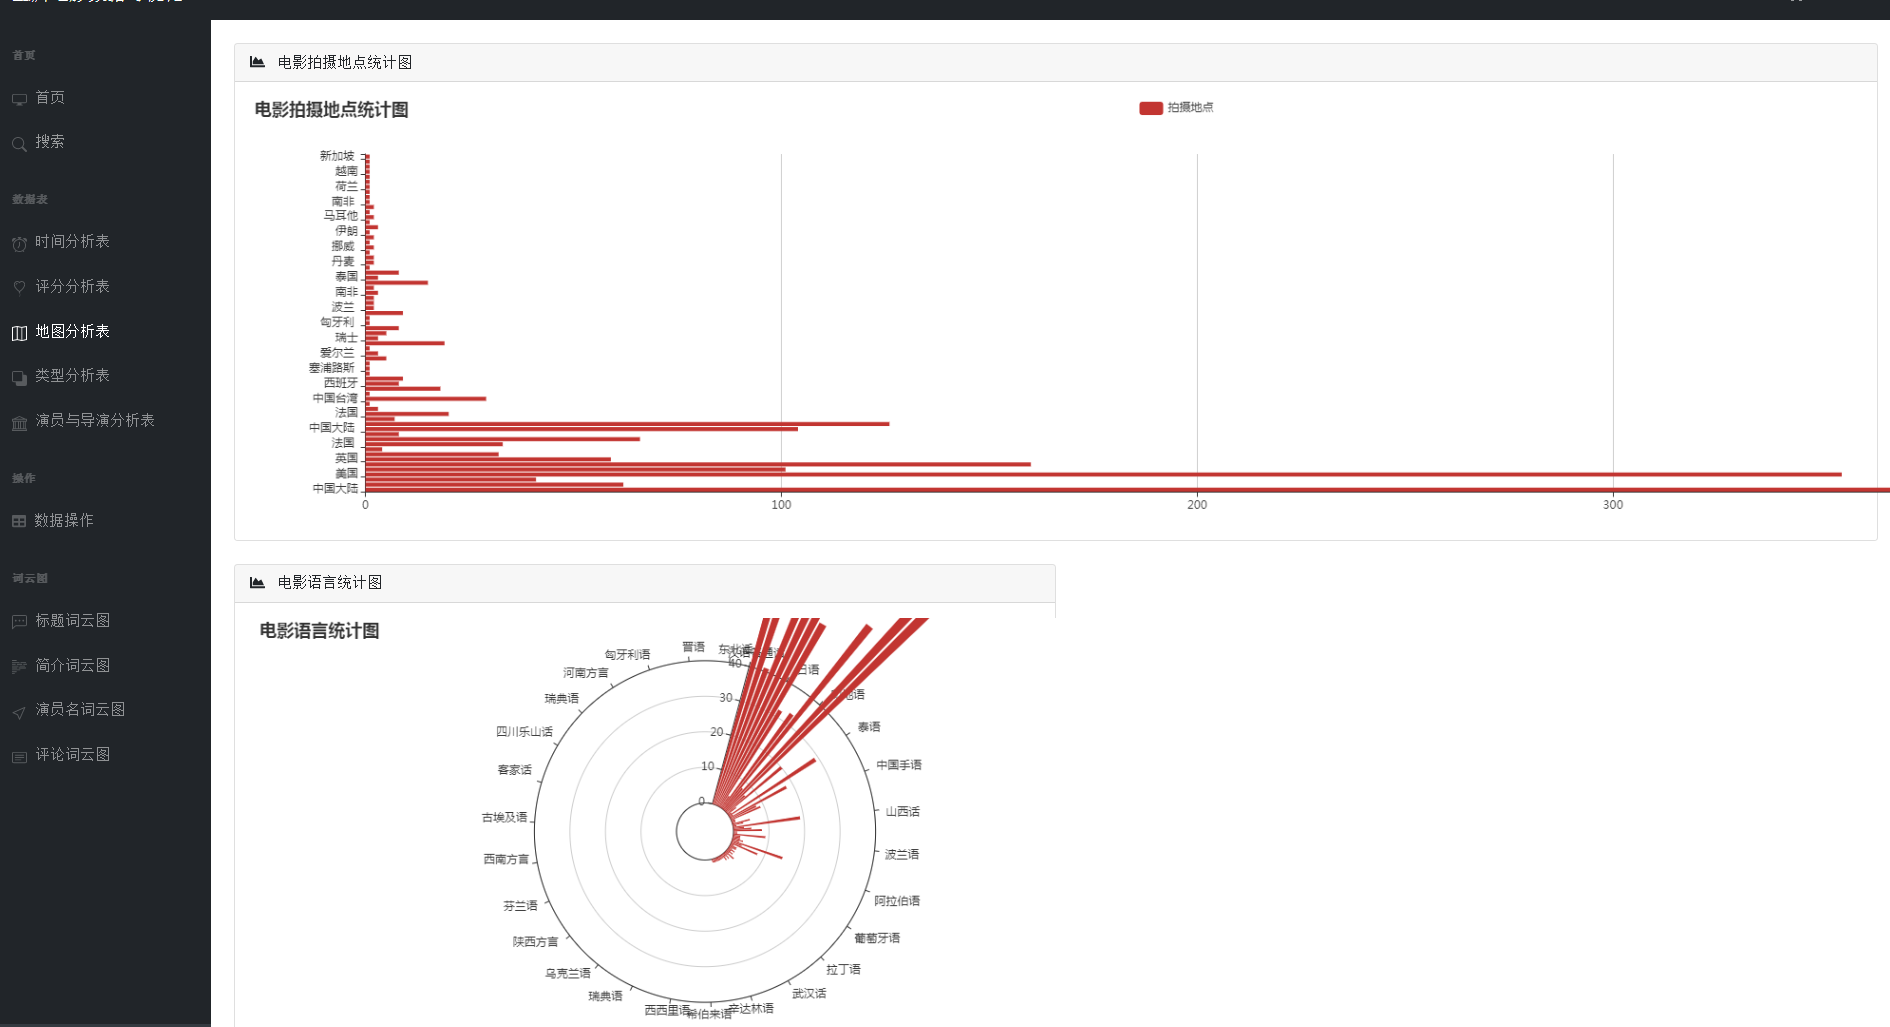 首页
首页
搜索
数据表
时间分析表
评分分析表
地图分析表
类型分析表
演员与导演分析表
操作
数据操作
词云图
标题词云图
简介词云图
演员名词云图
评论词云图
电影拍摄地点统计图
电影拍摄地点统计图
拍摄地点
新加坡
越南
荷兰
南非
马耳他
伊朗
挪威
丹麦
泰国
南非
波兰
匈牙利
瑞士
爱尔兰
塞浦路斯
西班牙
中国台湾
法国
中国大陆
法国
英国
美国
中国大陆
0 100 200 300
电影语言统计图
电影语言统计图
晋语
东北话
匈牙利语
河南方言
日语
瑞典语
泰语
四川乐山话
中国手语
客家话
古埃及语
山西话
西南方言
波兰语
芬兰语
阿拉伯语
陕西方言
葡萄牙语
乌克兰语
拉丁语
瑞典语
武汉话
西西里语
希伯来语
辛达林语
40
30
20
10
0